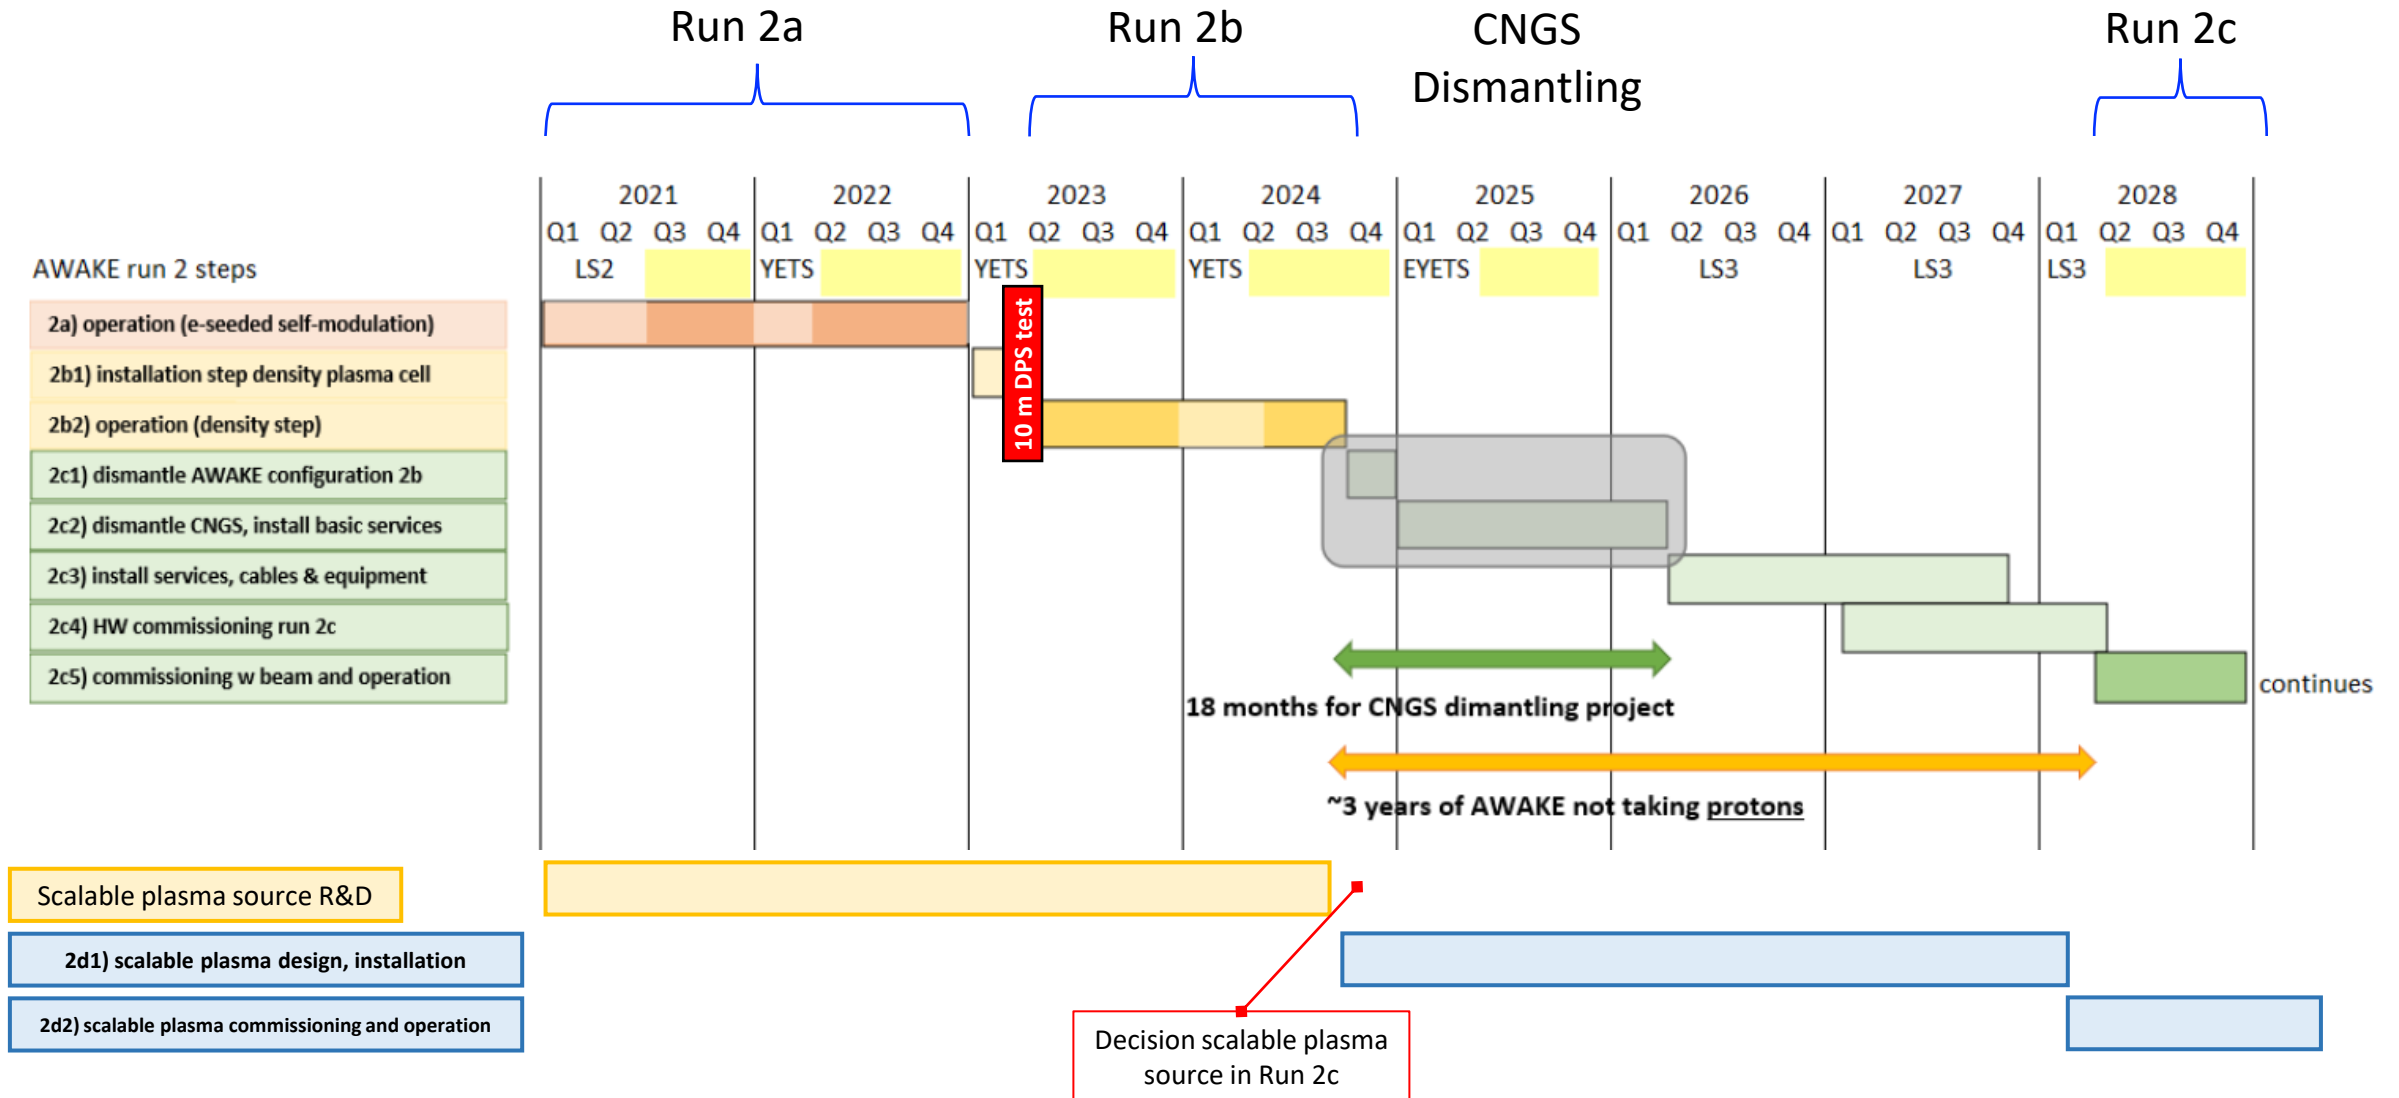 Run 2a
Run 2b
CNGS
Dismantling
Run 2c
2021 2022 2023 2024 2025 2026 2027 2028
Q1 Q2 Q3 Q4 Q1 Q2 Q3 Q4 Q1 Q2 Q3 Q4 Q1 Q2 Q3 Q4 Q1 Q2 Q3 Q4 Q1 Q2 Q3 Q4 Q1 Q2 Q3 Q4 Q1 Q2 Q3 Q4
AWAKE run 2 steps LS2 YETS YETS YETS EYETS LS3 LS3 LS3
2a) operation (e-seeded self-modulation)
2b1) installation step density plasma cell
10 m DPS test
2b2) operation (density step)
2c1) dismantle AWAKE configuration 2b
2c2) dismantle CNGS, install basic services
2c3) install services, cables & equipment
2c4) HW commissioning run 2c
2c5) commissioning w beam and operation
continues
18 months for CNGS dimantling project
~3 years of AWAKE not taking protons
Scalable plasma source R&D
2d1) scalable plasma design, installation
2d2) scalable plasma commissioning and operation
Decision scalable plasma
source in Run 2c